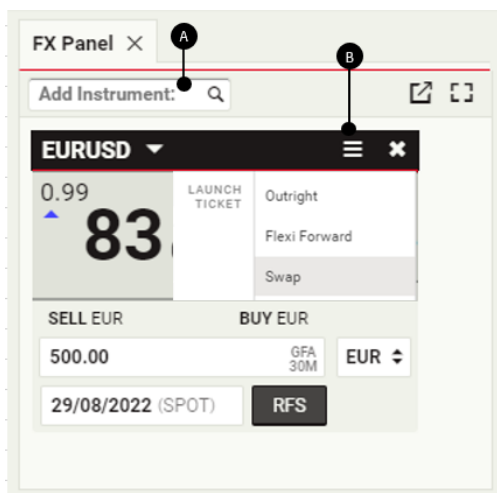 FX Panel
A
B
Add Instrument:
EURUSD
0.99
83
LAUNCH
TICKET
Outright
Flexi Forward
Swap
SELL EUR
BUY EUR
500.00
GFA
30M
EUR
29/08/2022 (SPOT)
RFS